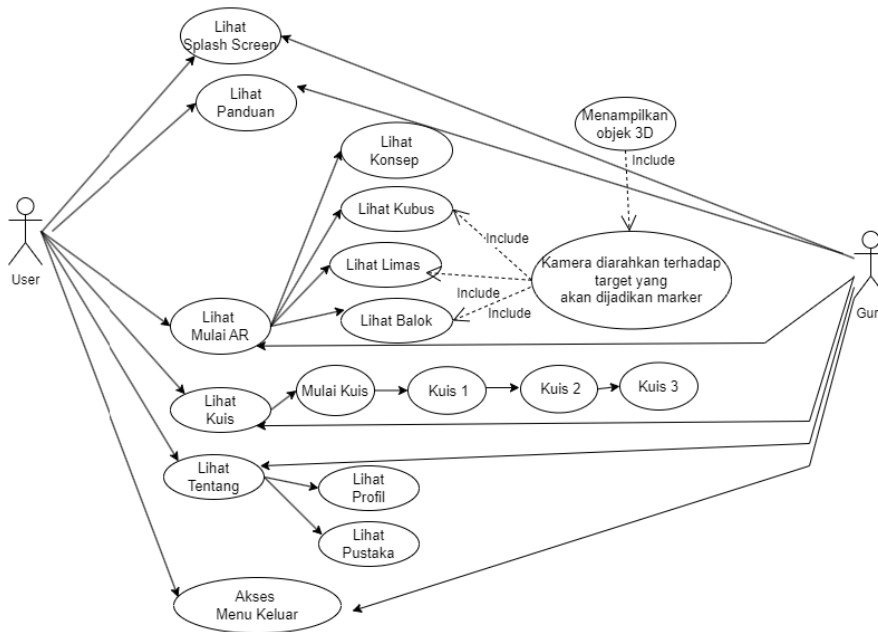 Lihat
Splash Screen
Lihat
Panduan
Menampilkan
objek 3D
Include
Lihat
Konsep
Lihat Kubus
Include
Lihat Limas
Include
Kamera diarahkan terhadap
target yang
akan dijadikan marker
Lihat Balok
Include
User
Lihat
Mulai AR
Gur
Lihat
Kuis
Mulai Kuis
Kuis 1
Kuis 2
Kuis 3
Lihat
Tentang
Lihat
Profil
Lihat
Pustaka
Akses
Menu Keluar